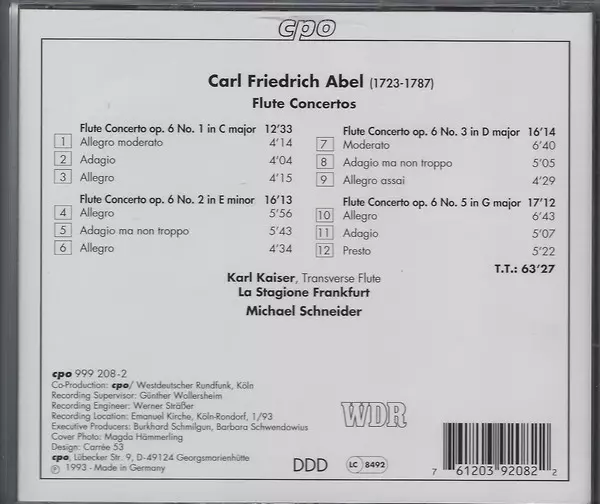 cpo
Carl Friedrich Abel (1723-1787)
Flute Concertos
Flute Concerto op. 6 No. 1 in C major 12'33
1 Allegro moderato 4'14
2 Adagio 4'04
3 Allegro 4'15
Flute Concerto op. 6 No. 2 in E minor 16'13
4 Allegro 5'56
5 Adagio ma non troppo 5'43
6 Allegro 4'34
Flute Concerto op. 6 No. 3 in D major 16'14
7 Moderato 6'40
8 Adagio ma non troppo 5'05
9 Allegro assai 4'29
Flute Concerto op. 6 No. 5 in G major 17'12
10 Allegro 6'43
11 Adagio 5'07
12 Presto 5'22
T.T.: 63'27
Karl Kaiser, Transverse Flute
La Stagione Frankfurt
Michael Schneider
cpo 999 208-2
Co-Production: cpo/ Westdeutscher Rundfunk, Köln
Recording Supervisor: Günther Wollersheim
Recording Engineer: Werner Sträßer
Recording Location: Emanuel Kirche, Köln-Rondorf, 1/93
Executive Producers: Burkhard Schmilgun, Barbara Schwendowius
Cover Photo: Magda Hämmerling
Design: Carrée 53
cpo, Lübecker Str. 9, D-49124 Georgsmarienhütte
℗ 1993 - Made in Germany
WDR
DDD
LC 8492
7 61203 92082 2